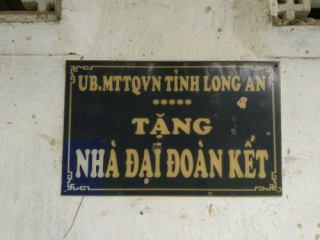 UB.MTTQVN TỈNH LONG AN
*****
TẶNG
NHÀ ĐẠI ĐOÀN KẾT